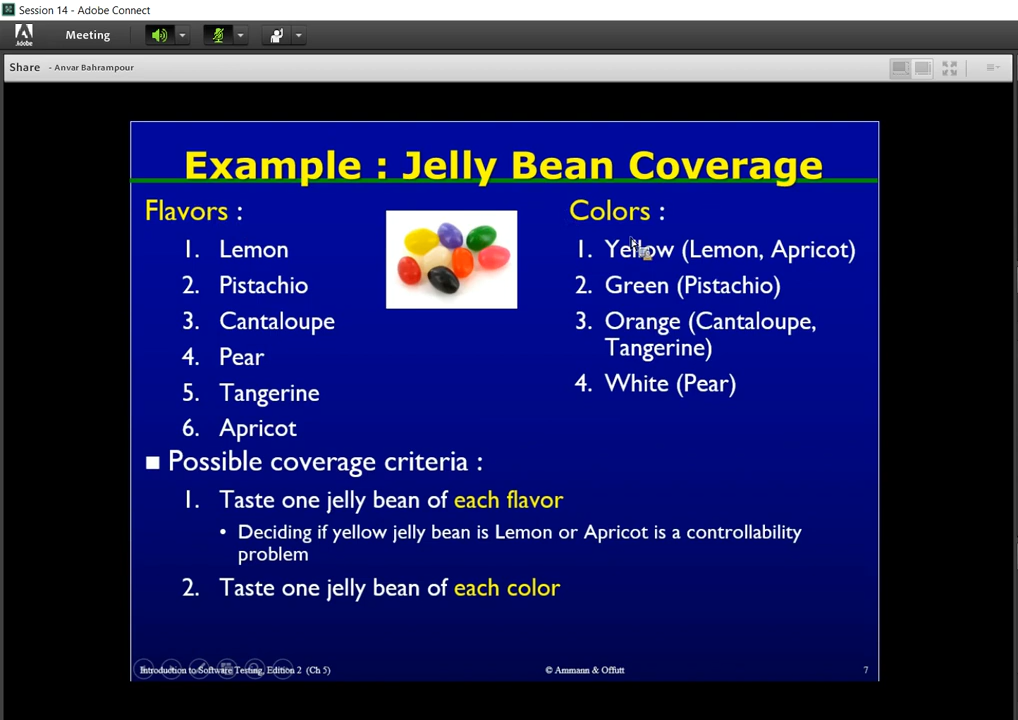 Session 14 - Adobe Connect
Adobe
Meeting
Share - Anvar Bahrampour
Example : Jelly Bean Coverage
Flavors :
1. Lemon
2. Pistachio
3. Cantaloupe
4. Pear
5. Tangerine
6. Apricot
Colors :
1. Yellow (Lemon, Apricot)
2. Green (Pistachio)
3. Orange (Cantaloupe,
Tangerine)
4. White (Pear)
■ Possible coverage criteria :
1. Taste one jelly bean of each flavor
• Deciding if yellow jelly bean is Lemon or Apricot is a controllability
problem
2. Taste one jelly bean of each color
Introduction to Software Testing, Edition 2 (Ch 5)
© Ammann & Offutt
7